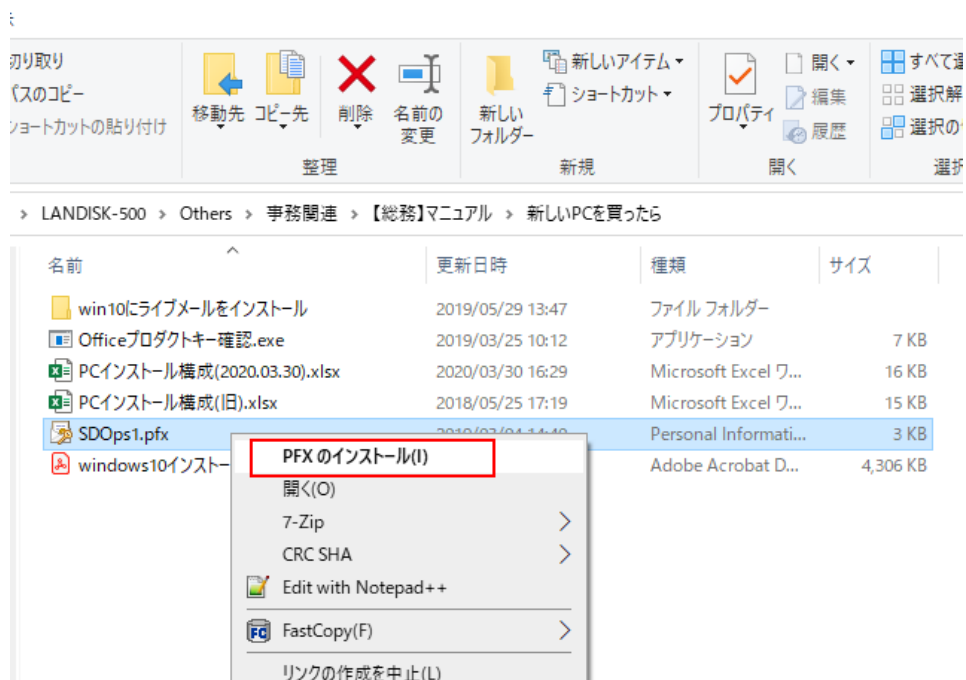 切り取り
パスのコピー
ショートカットの貼り付け
移動先
コピー先
削除
名前の
変更
整理
新しい
フォルダー
新しいアイテム
ショートカット
新規
プロパティ
開く
編集
履歴
開く
すべて選
選択解
選択の
選択
> LANDISK-500 > Others > 事務関連 > 【総務】マニュアル > 新しいPCを買ったら
名前 更新日時 種類 サイズ
win10にライブメールをインストール 2019/05/29 13:47 ファイル フォルダー
Officeプロダクトキー確認.exe 2019/03/25 10:12 アプリケーション 7 KB
PCインストール構成(2020.03.30).xlsx 2020/03/30 16:29 Microsoft Excel ワ... 16 KB
PCインストール構成(旧).xlsx 2018/05/25 17:19 Microsoft Excel ワ... 15 KB
SDOps1.pfx Personal Informati... 3 KB
windows10インストー Adobe Acrobat D... 4,306 KB
PFX のインストール(I)
開く(O)
7-Zip
CRC SHA
Edit with Notepad++
FastCopy(F)
リンクの作成を中止(L)